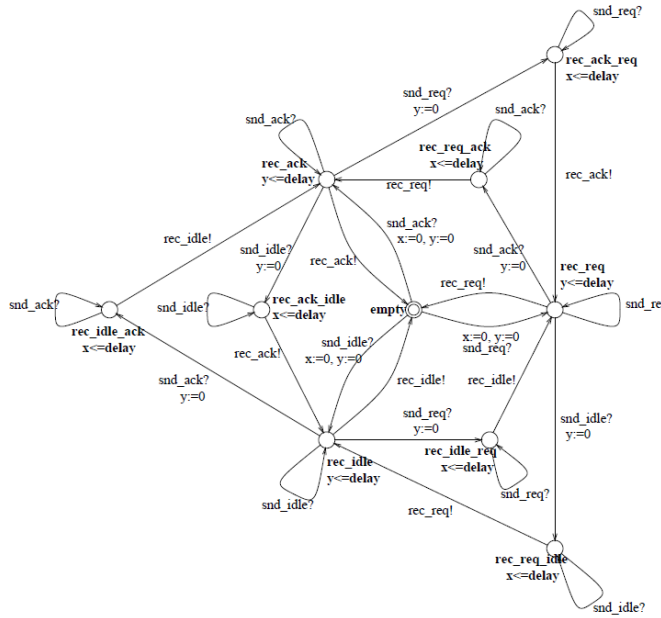 snd_req?
rec_ack_req
x<=delay
snd_req?
y:=0
snd_ack?
snd_ack?
rec_ack
y<=delay
rec_req_ack
x<=delay
rec_req!
rec_ack!
snd_ack?
x:=0, y:=0
rec_idle!
snd_idle?
y:=0
rec_ack!
snd_ack?
y:=0
rec_req!
rec_req
y<=delay
snd_ack?
snd_idle?
rec_ack_idle
x<=delay
empty
snd_re
rec_idle_ack
x<=delay
x:=0, y:=0
snd_req?
rec_ack!
snd_idle?
x:=0, y:=0
snd_ack?
y:=0
rec_idle!
rec_idle!
snd_req?
y:=0
snd_idle?
y:=0
rec_idle
y<=delay
rec_idle_req
x<=delay
snd_req?
snd_idle?
rec_req!
rec_req_idle
x<=delay
snd_idle?